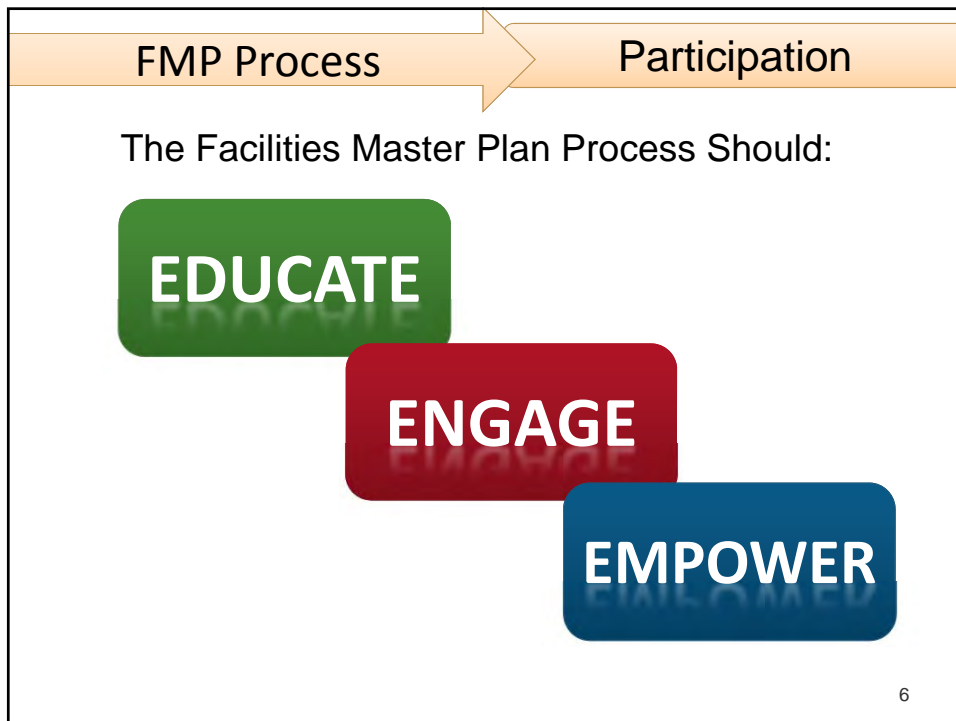 FMP Process
Participation
The Facilities Master Plan Process Should:
EDUCATE
ENGAGE
EMPOWER
6